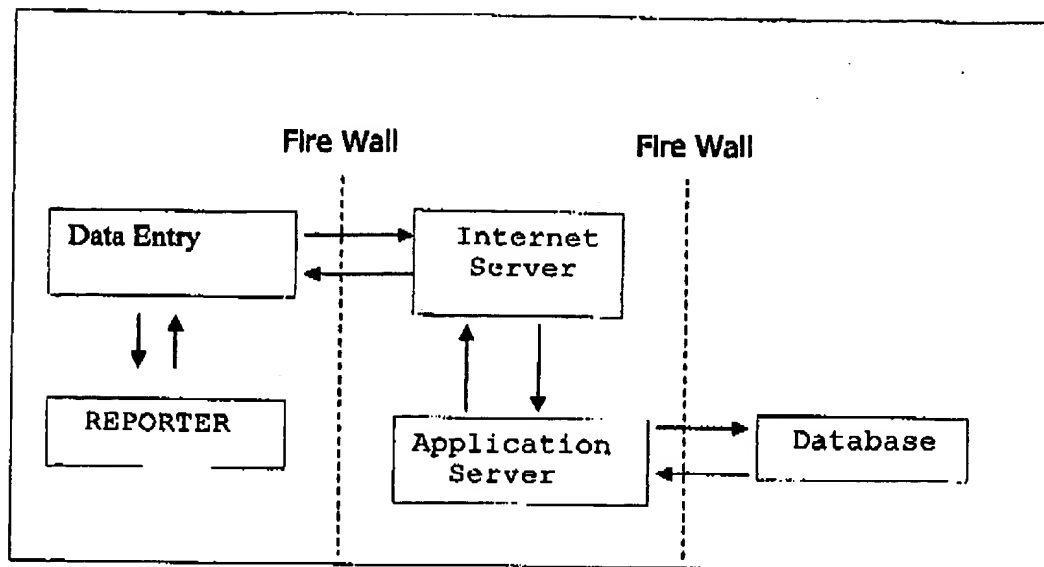 Fire Wall
Fire Wall
Data Entry
Internet
Server
REPORTER
Application
Server
Database